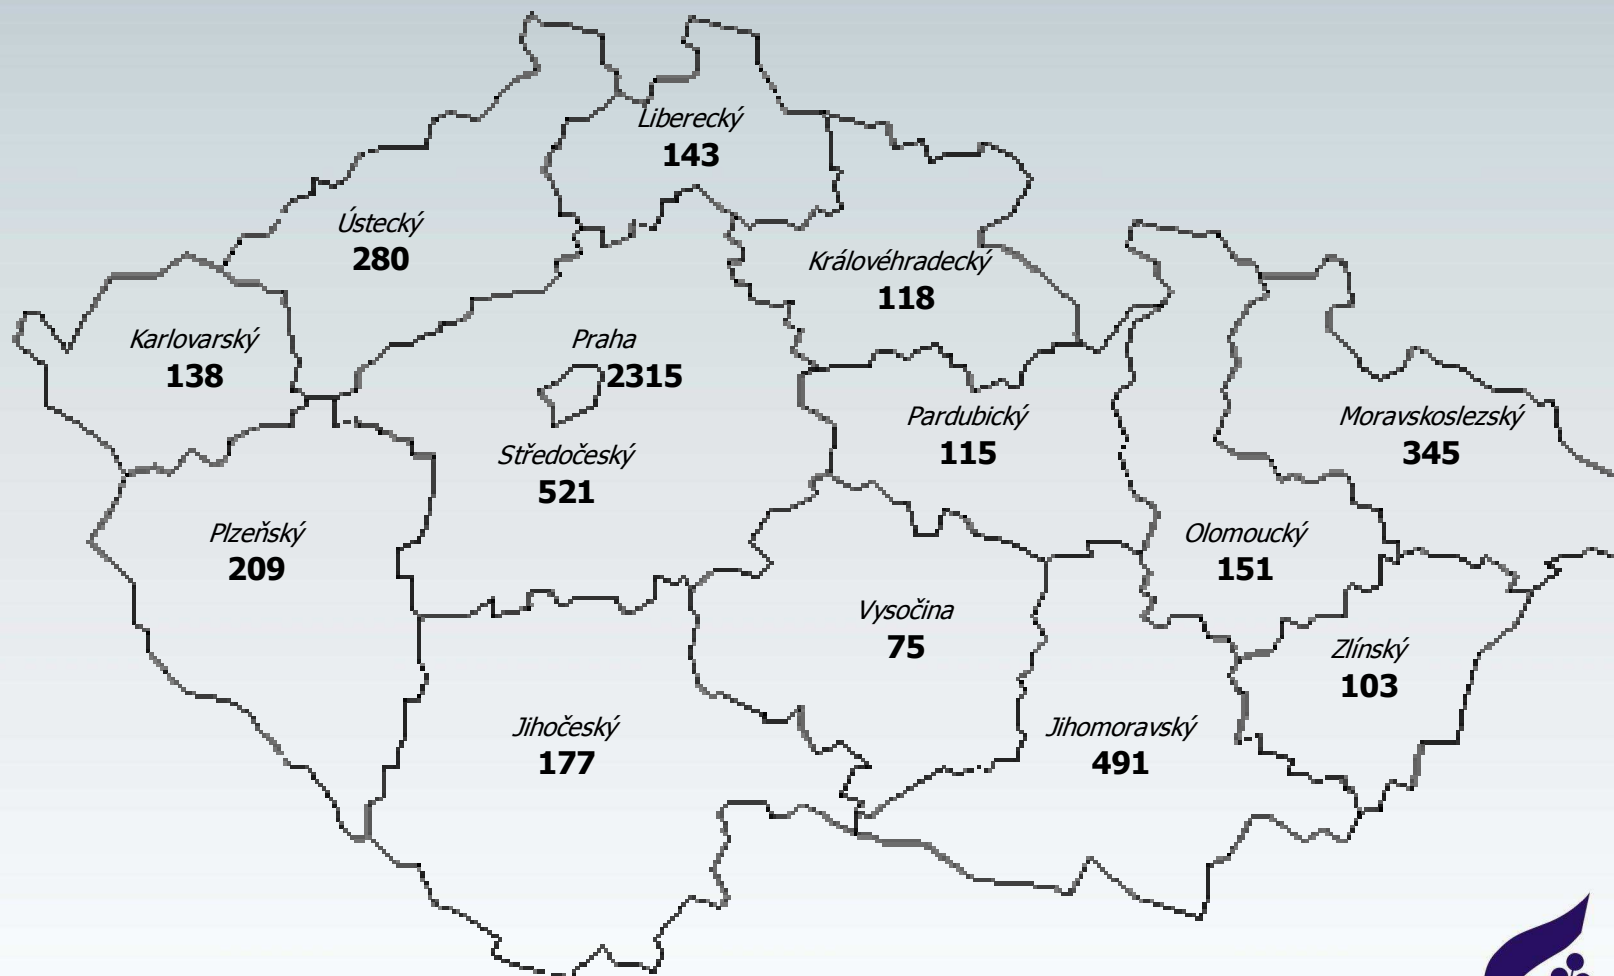 Liberecký
143
Ústecký
280
Královéhradecký
118
Karlovarský
138
Praha
2315
Pardubický
115
Moravskoslezský
345
Středočeský
521
Plzeňský
209
Olomoucký
151
Vysočina
75
Zlínský
103
Jihočeský
177
Jihomoravský
491